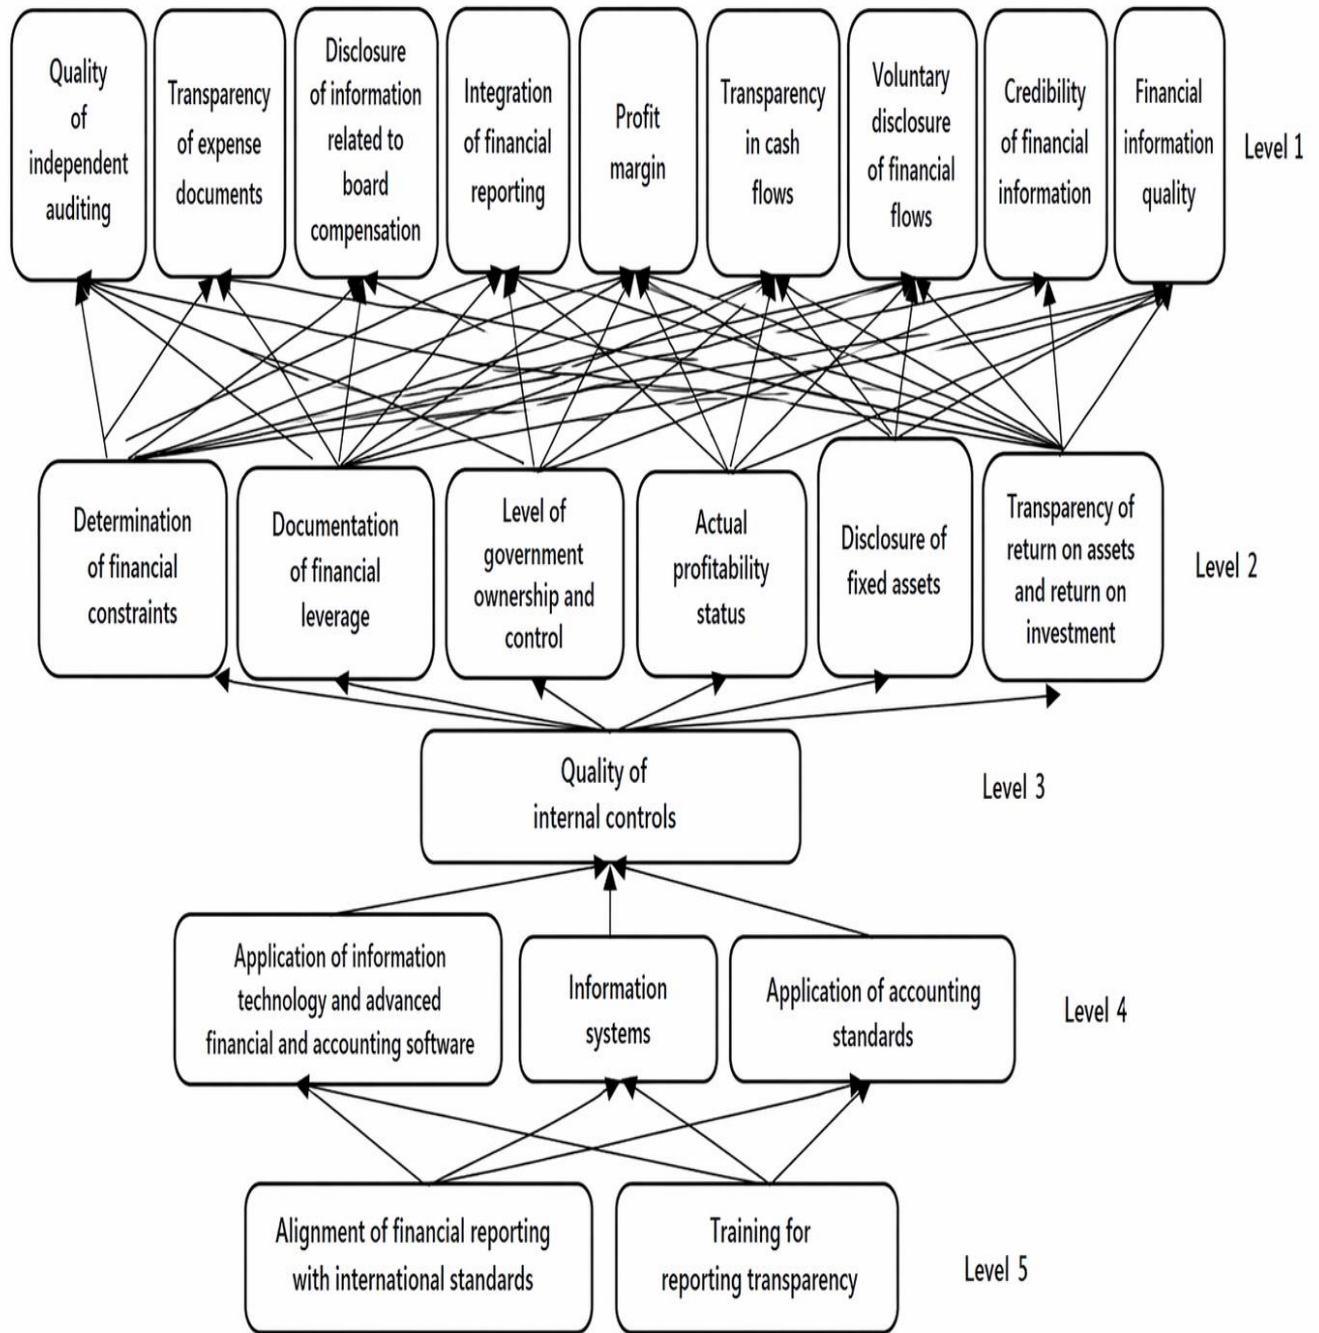 Quality
of
independent
auditing
Transparency
of expense
documents
Disclosure
of information
related to
board
compensation
Integration
of financial
reporting
Profit
margin
Transparency
in cash
flows
Voluntary
disclosure
of financial
flows
Credibility
of financial
information
Financial
information
quality
Level 1
Determination
of financial
constraints
Documentation
of financial
leverage
Level of
government
ownership and
control
Actual
profitability
status
Disclosure of
fixed assets
Transparency of
return on assets
and return on
investment
Level 2
Quality of
internal controls
Level 3
Application of information
technology and advanced
financial and accounting software
Information
systems
Application of accounting
standards
Level 4
Alignment of financial reporting
with international standards
Training for
reporting transparency
Level 5